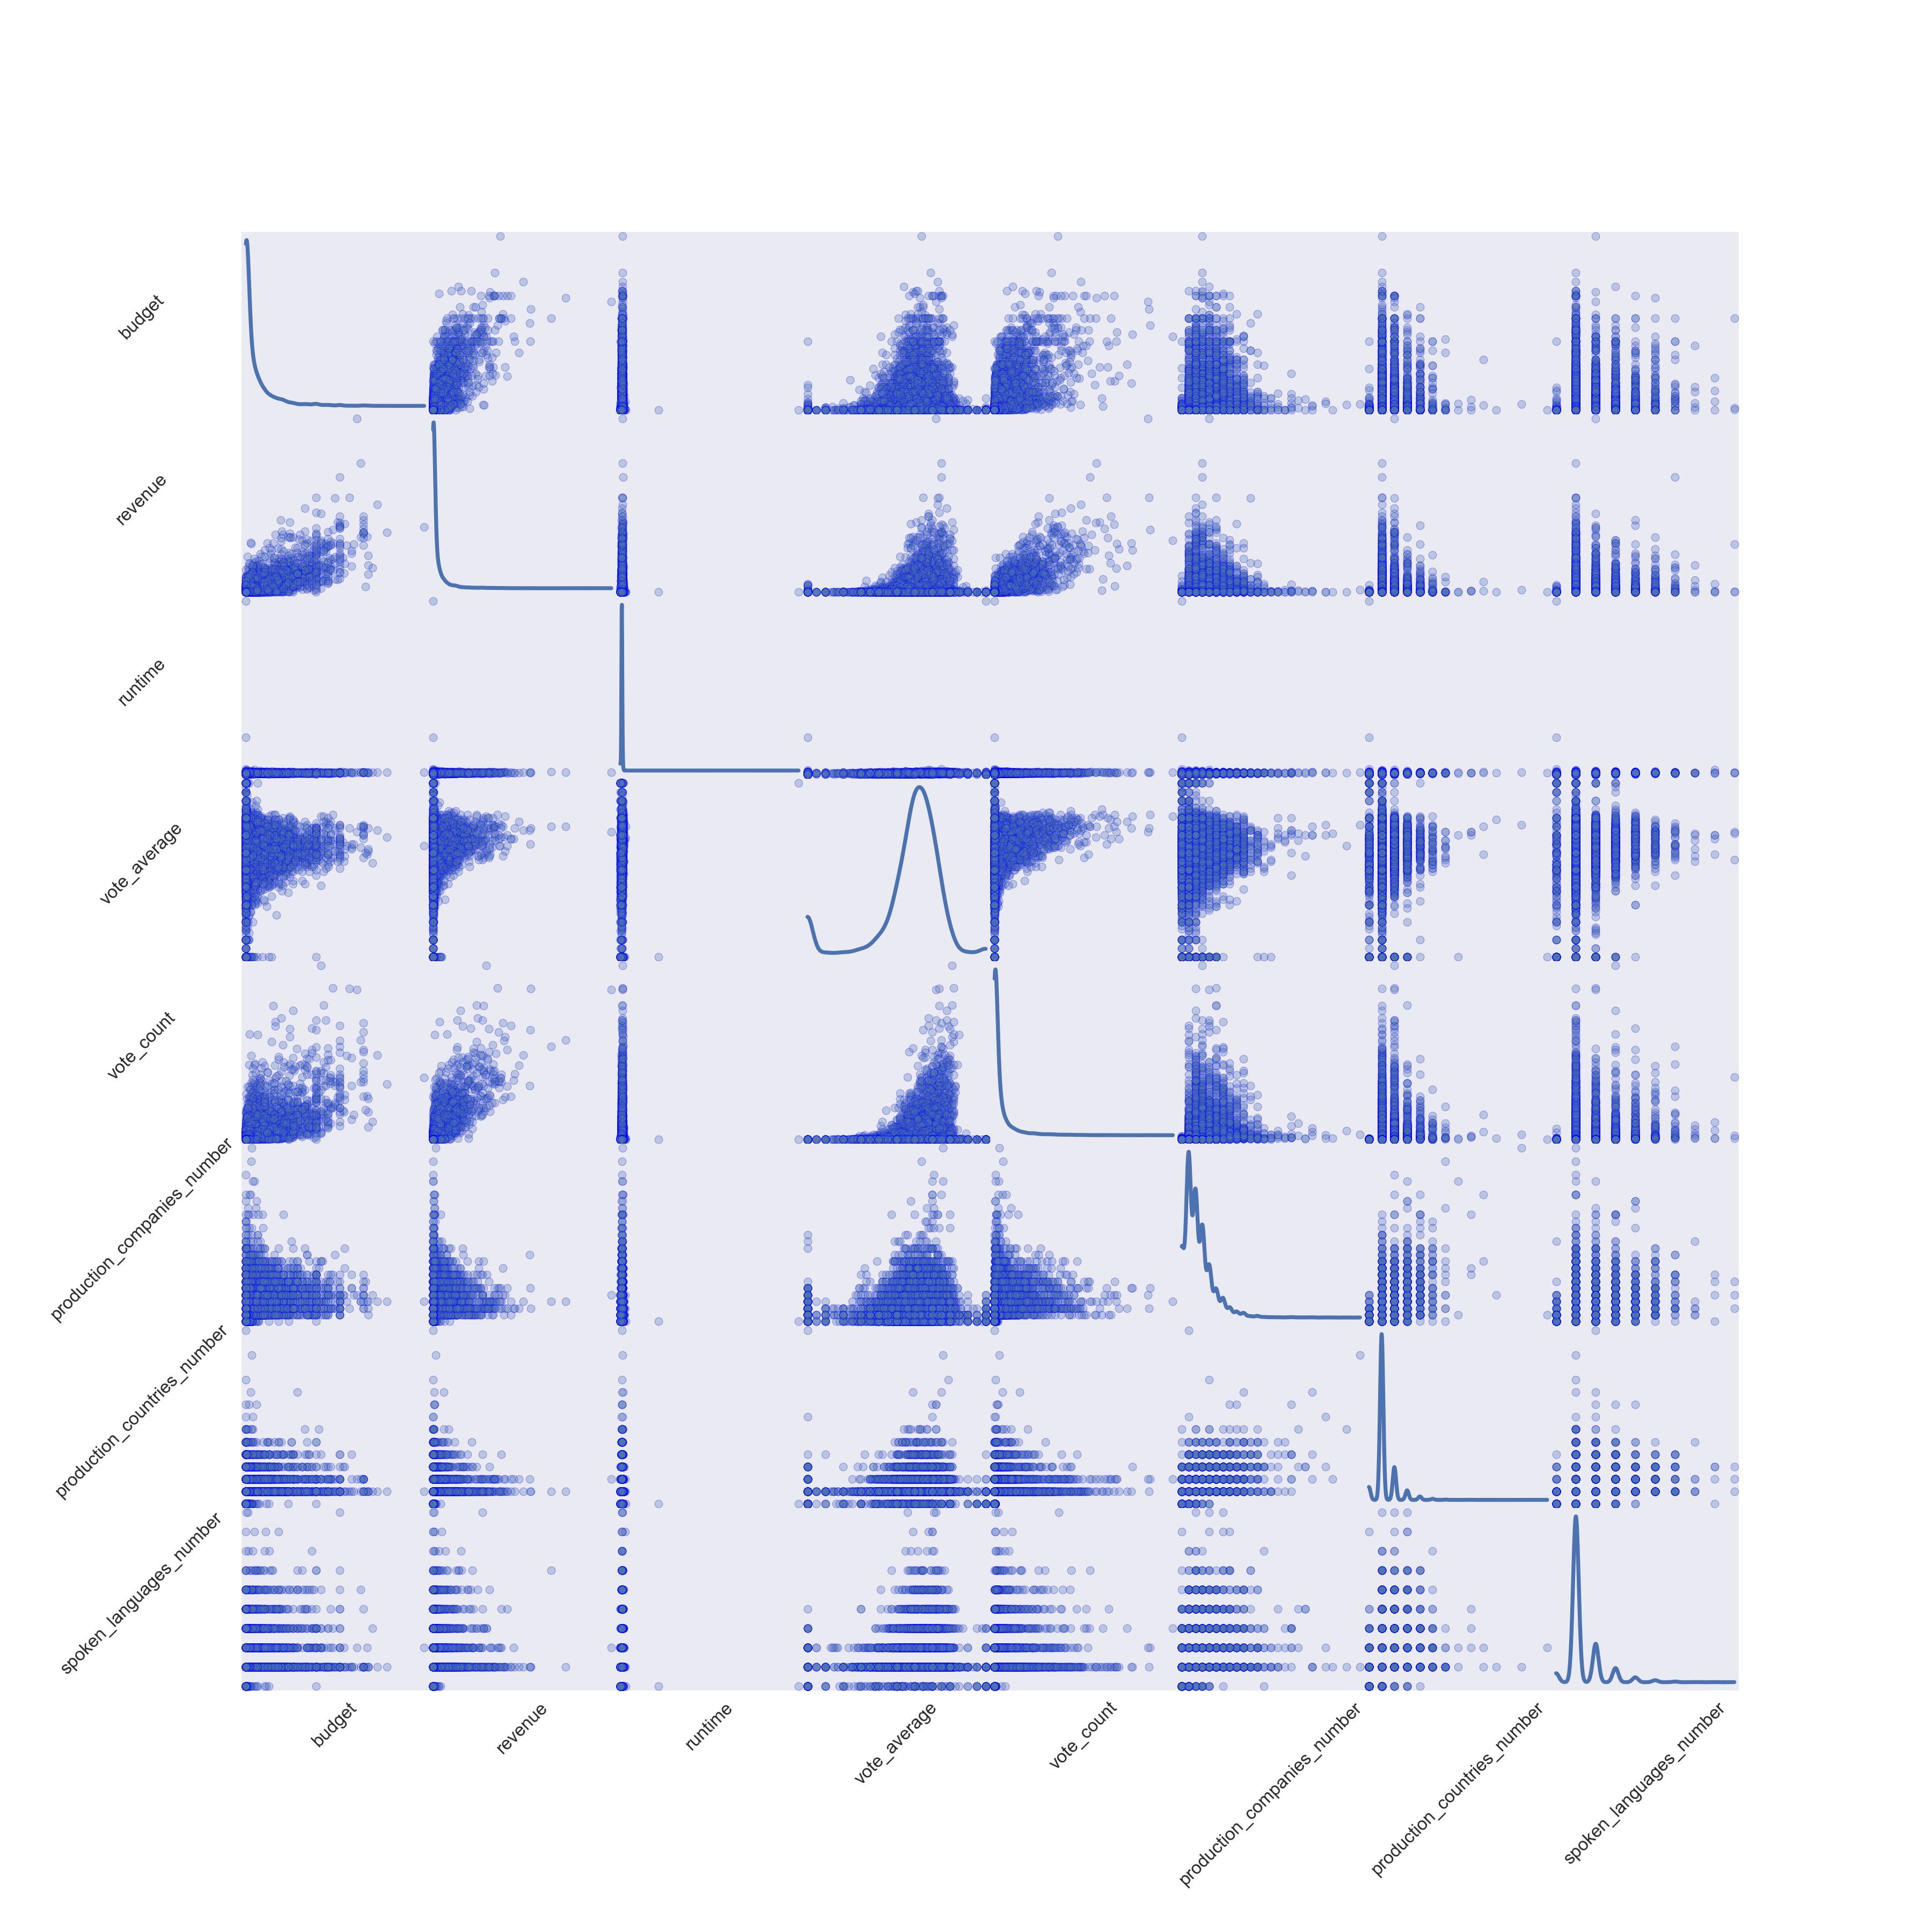 budget
revenue
runtime
vote_average
vote_count
production_companies_number
production_countries_number
spoken_languages_number
budget
revenue
runtime
vote_average
vote_count
production_companies_number
production_countries_number
spoken_languages_number